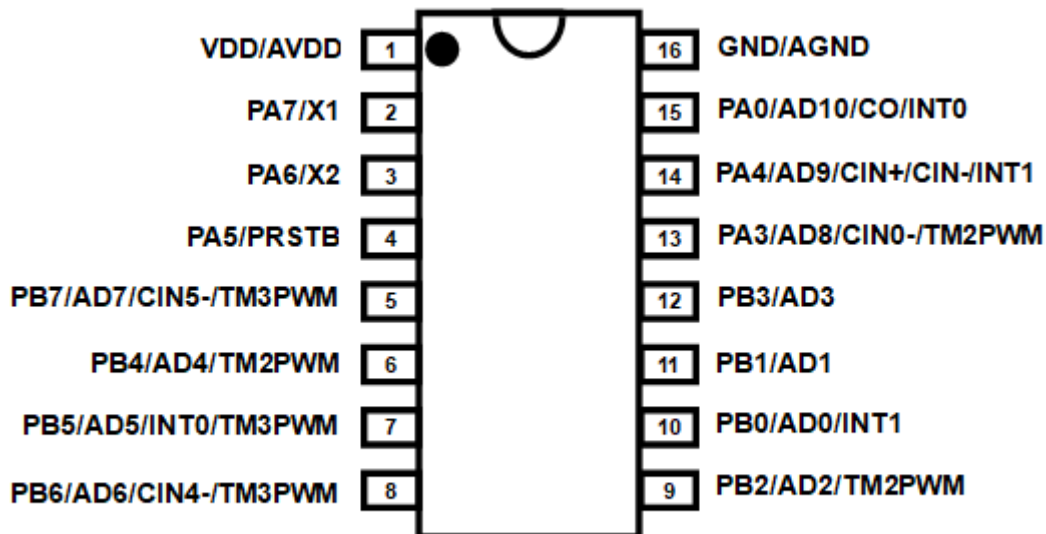 VDD/AVDD 1 16 GND/AGND
PA7/X1 2 15 PA0/AD10/CO/INT0
PA6/X2 3 14 PA4/AD9/CIN+/CIN-/INT1
PA5/PRSTB 4 13 PA3/AD8/CIN0-/TM2PWM
PB7/AD7/CIN5-/TM3PWM 5 12 PB3/AD3
PB4/AD4/TM2PWM 6 11 PB1/AD1
PB5/AD5/INT0/TM3PWM 7 10 PB0/AD0/INT1
PB6/AD6/CIN4-/TM3PWM 8 9 PB2/AD2/TM2PWM